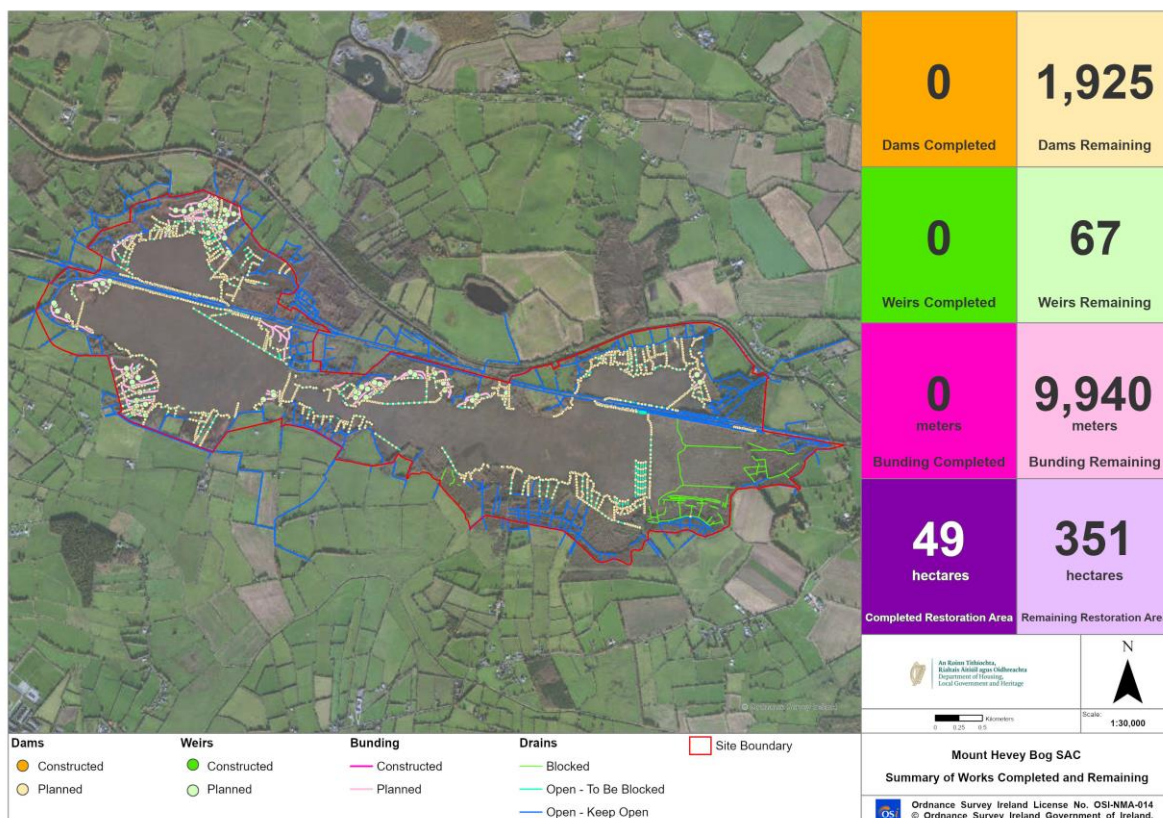 0
Dams Completed
1,925
Dams Remaining
0
Weirs Completed
67
Weirs Remaining
0
meters
Bunding Completed
9,940
meters
Bunding Remaining
49
hectares
Completed Restoration Area
351
hectares
Remaining Restoration Are
An Roinn Tithíochta,
Rialtais Áitiúil agus Oidhreachta
Department of Housing,
Local Government and Heritage
N
Kilometers
0 0.25 0.5
Scale:
1:30,000
© Ordnance Survey Ireland
Dams
Constructed
Planned
Weirs
Constructed
Planned
Bunding
Constructed
Planned
Drains
Blocked
Open - To Be Blocked
Open - Keep Open
Site Boundary
Mount Hevey Bog SAC
Summary of Works Completed and Remaining
OSi
Ordnance Survey Ireland License No. OSI-NMA-014
© Ordnance Survey Ireland Government of Ireland.